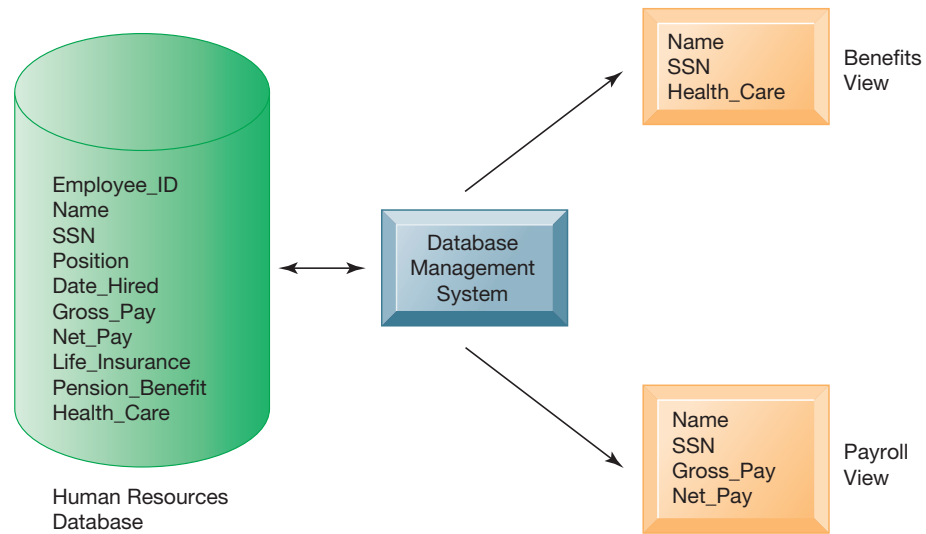 Employee_ID
Name
SSN
Position
Date_Hired
Gross_Pay
Net_Pay
Life_Insurance
Pension_Benefit
Health_Care
Human Resources
Database
Database
Management
System
Name
SSN
Health_Care
Benefits
View
Name
SSN
Gross_Pay
Net_Pay
Payroll
View